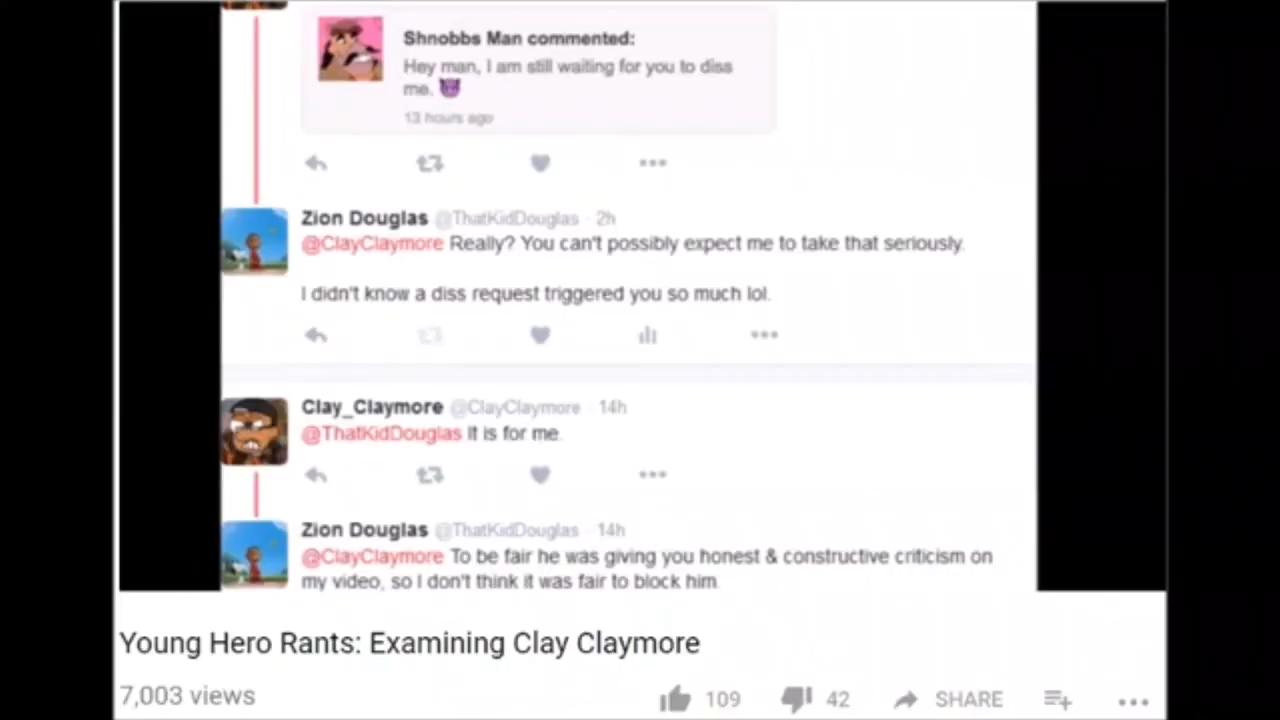 Shnobbs Man commented:
Hey man, I am still waiting for you to diss
me. 😈
13 hours ago
Zion Douglas @ThatKidDouglas · 2h
@ClayClaymore Really? You can't possibly expect me to take that seriously.
I didn't know a diss request triggered you so much lol.
Clay_Claymore @ClayClaymore · 14h
@ThatKidDouglas It is for me.
Zion Douglas @ThatKidDouglas · 14h
@ClayClaymore To be fair he was giving you honest & constructive criticism on
my video, so I don't think it was fair to block him.
Young Hero Rants: Examining Clay Claymore
7,003 views
109 42 SHARE